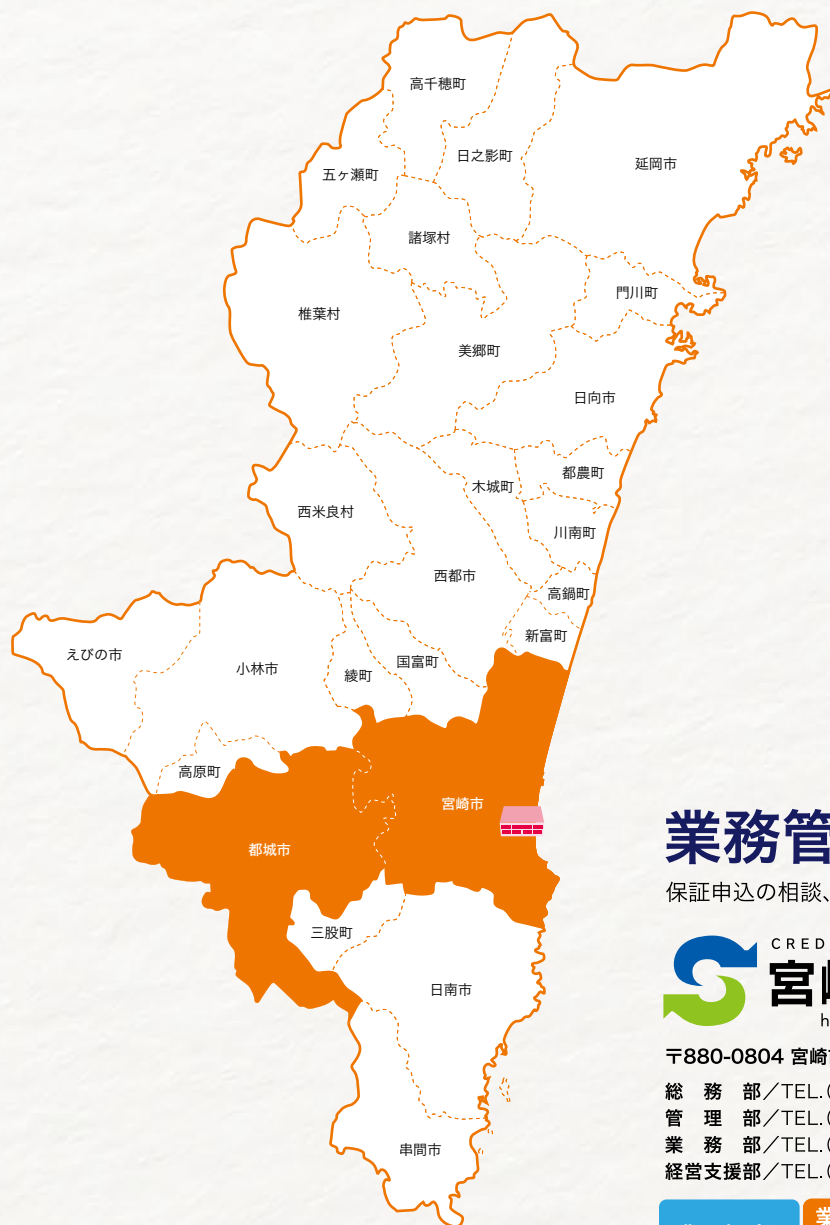 高千穂町
日之影町
延岡市
五ヶ瀬町
諸塚村
門川町
椎葉村
美郷町
日向市
都農町
木城町
西米良村
川南町
西都市
高鍋町
新富町
えびの市
国富町
小林市
綾町
高原町
宮崎市
都城市
三股町
日南市
串間市
業務管
保証申込の相談、
CRED
宮
h
〒880-0804 宮崎
総務部/TEL.(
管理部/TEL.(
業務部/TEL.(
経営支援部/TEL.(
業